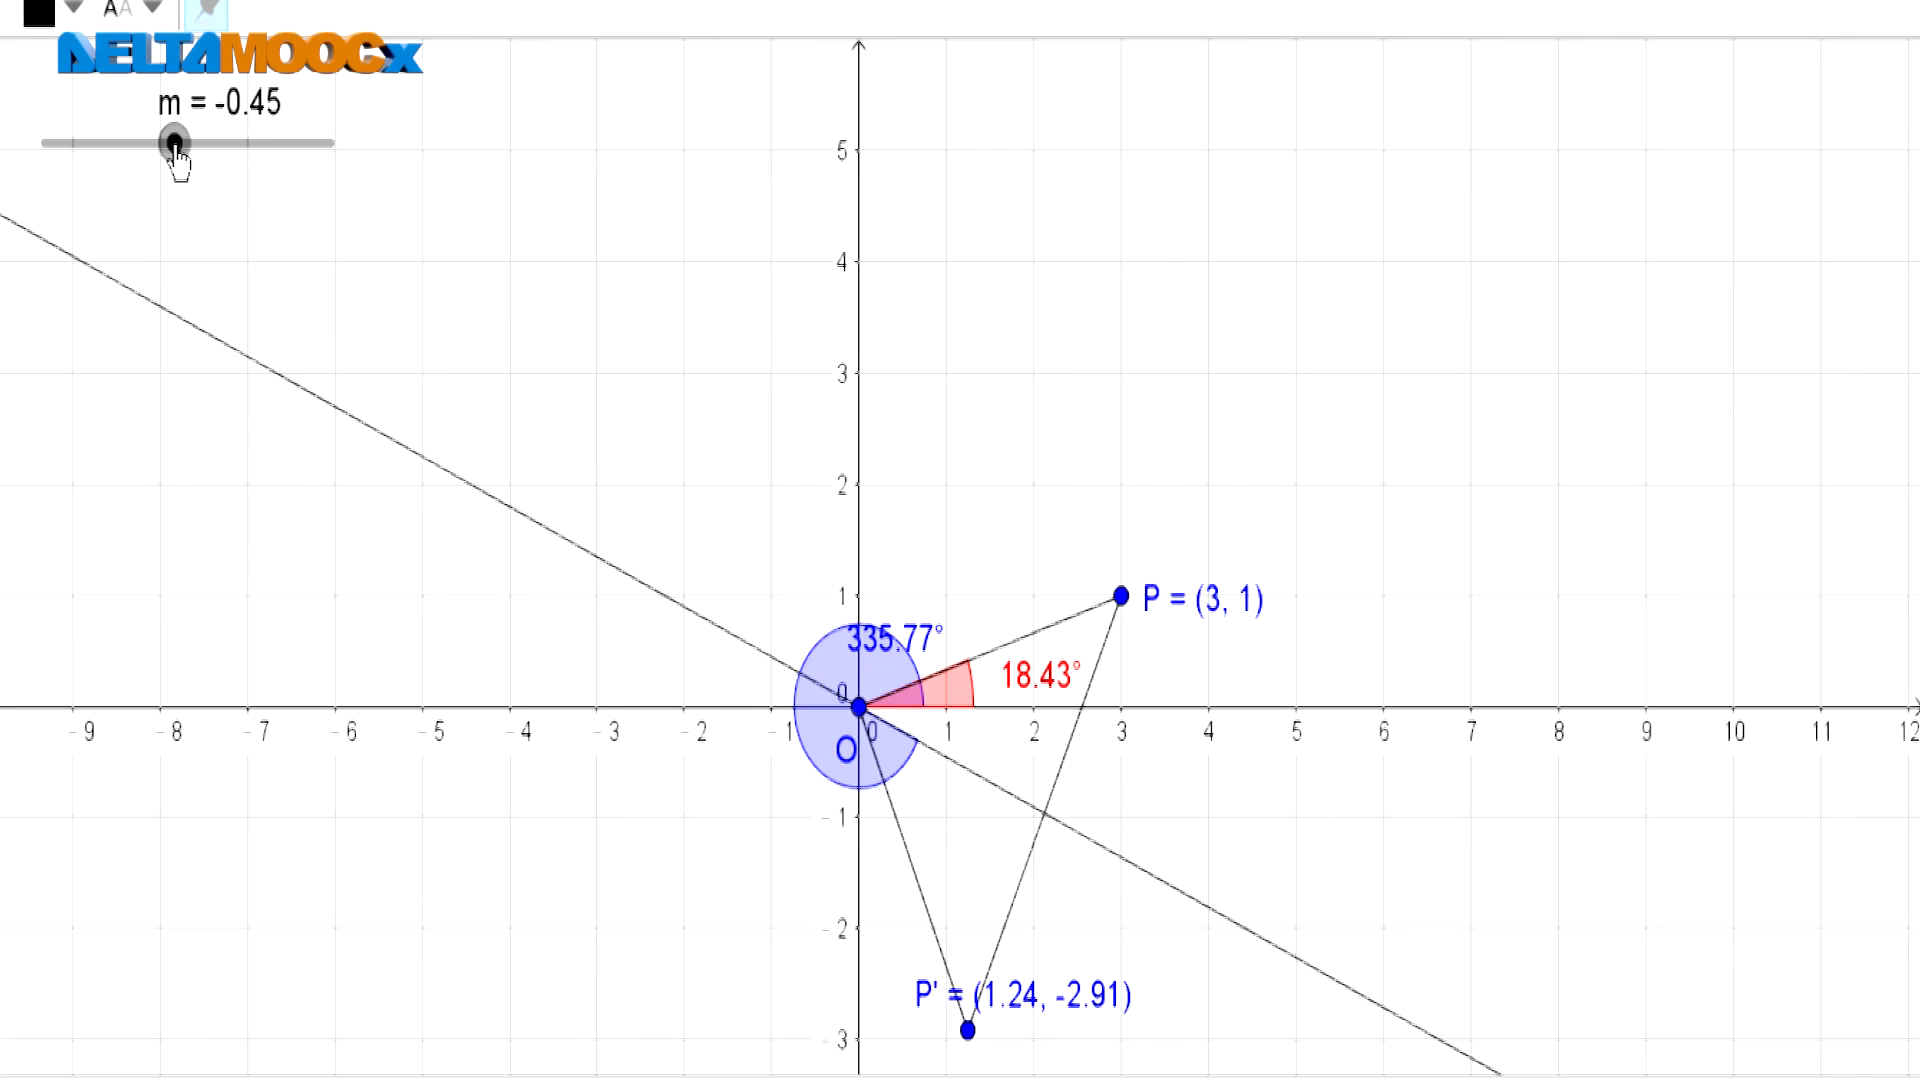 AA
DELTAMOOCx
m = -0.45
5
4
3
2
1
P = (3, 1)
335.77°
18.43°
0
-9 -8 -7 -6 -5 -4 -3 -2 -1 0 1 2 3 4 5 6 7 8 9 10 11 12
O
-1
-2
P' = (1.24, -2.91)
-3